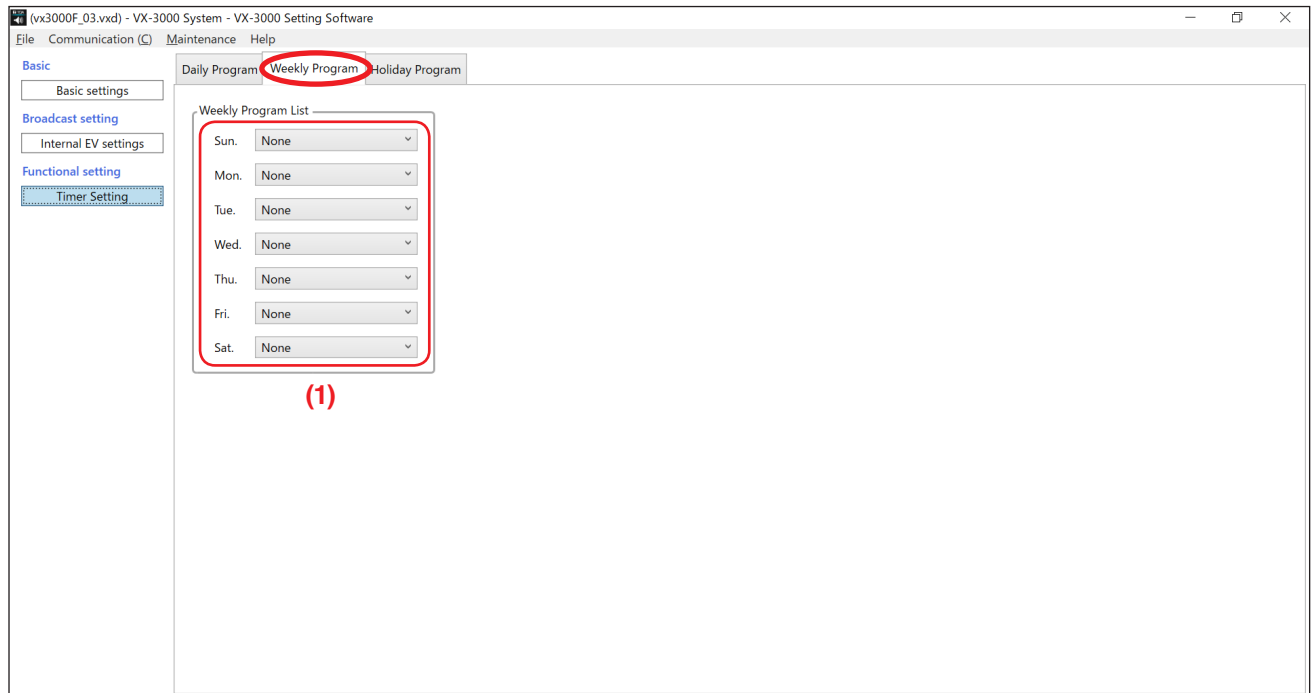 (vx3000F_03.vxd) - VX-3000 System - VX-3000 Setting Software
File Communication (C) Maintenance Help
Basic
Basic settings
Broadcast setting
Internal EV settings
Functional setting
Timer Setting
Daily Program Weekly Program Holiday Program
Weekly Program List
Sun. None
Mon. None
Tue. None
Wed. None
Thu. None
Fri. None
Sat. None
(1)